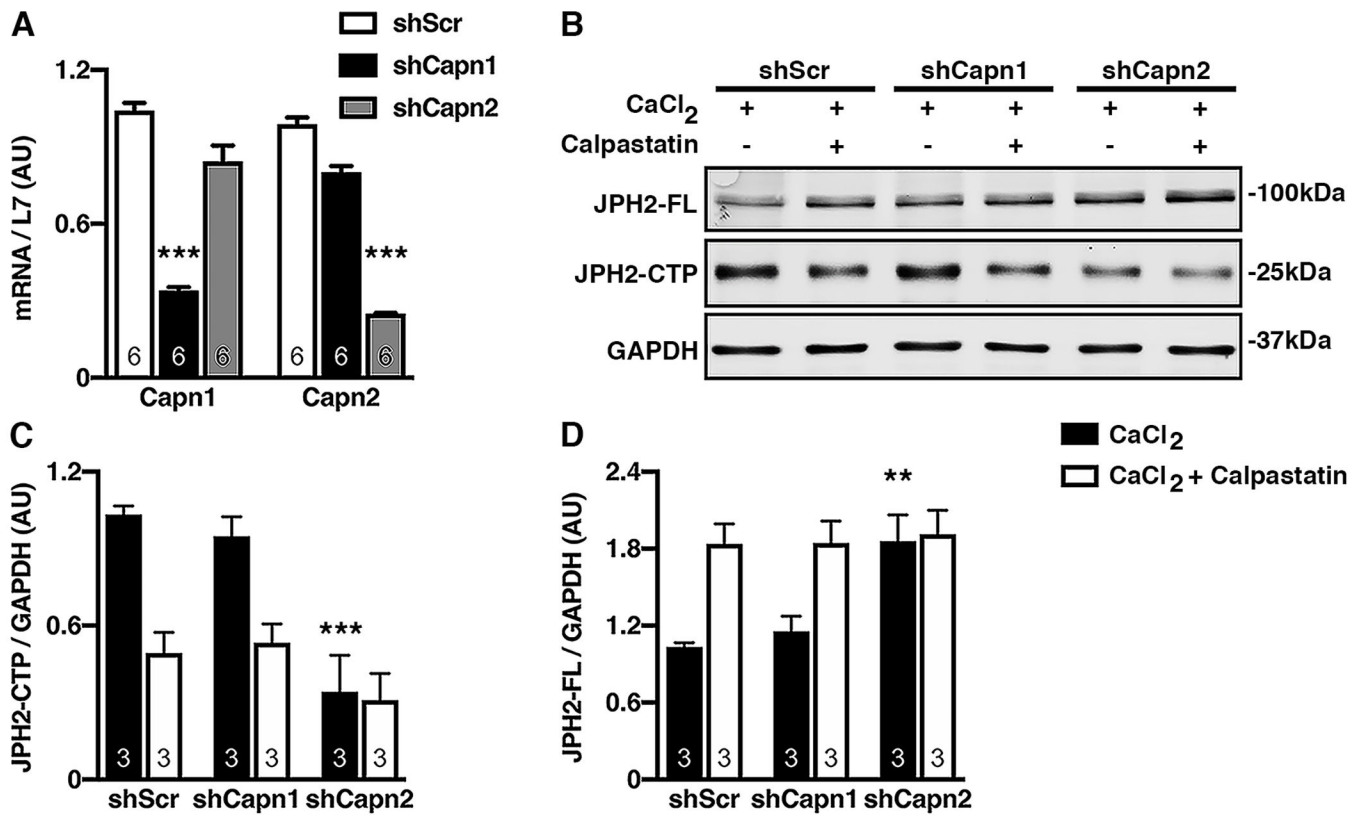 A
shScr
shCapn1
shCapn2
mRNA / L7 (AU)
1.2
0.6
0
***
***
6 6 6 6 6 6
Capn1 Capn2
B
shScr shCapn1 shCapn2
CaCl2 + + + + + +
Calpastatin - + - + - +
JPH2-FL -100kDa
JPH2-CTP -25kDa
GAPDH -37kDa
C
JPH2-CTP / GAPDH (AU)
1.2
0.6
0
***
3 3 3 3 3 3
shScr shCapn1 shCapn2
D
CaCl2
CaCl2 + Calpastatin
JPH2-FL / GAPDH (AU)
2.4
1.8
1.2
0.6
0
**
3 3 3 3 3 3
shScr shCapn1 shCapn2